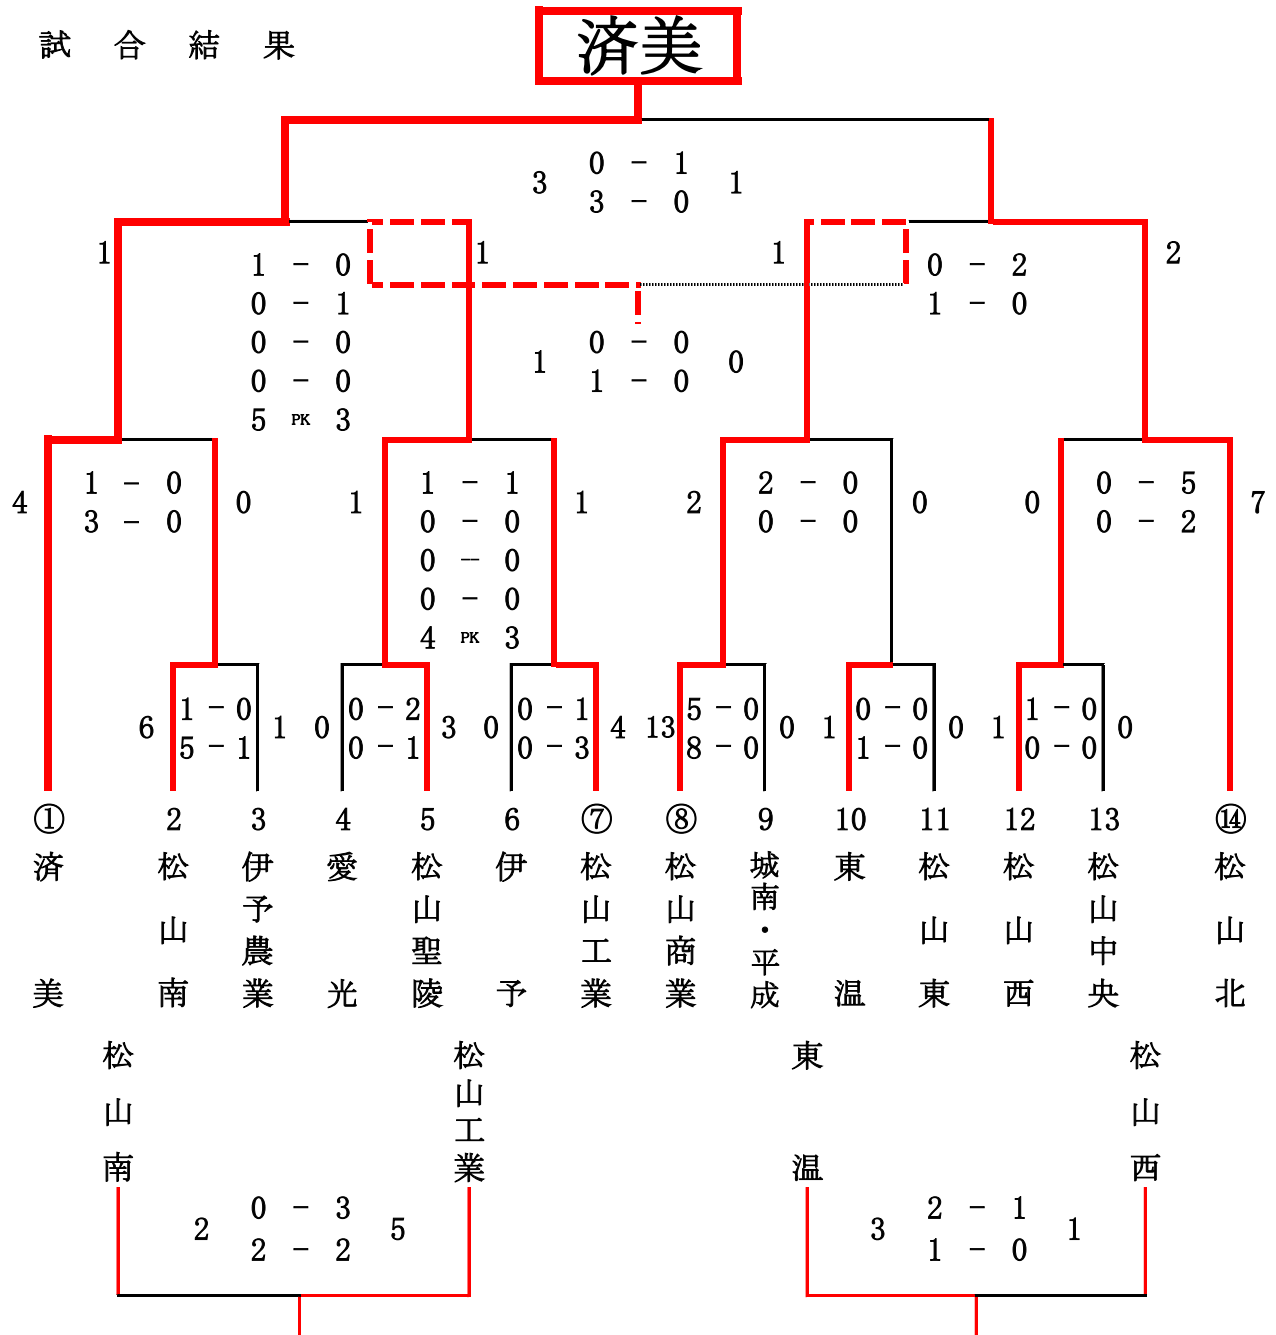 済美
試 合 結 果
0 - 1
3 1
3 - 0
1 1 1 2
1 - 0 0 - 2
0 - 1 1 - 0
0 - 0 0 - 0
1 0
0 - 0 1 - 0
5 PK 3
1 - 0 1 - 1 2 - 0 0 - 5
4 0 1 1 2 0 0 7
3 - 0 0 - 0 0 - 0 0 - 2
0 -- 0
0 - 0
4 PK 3
1 - 0 0 - 2 0 - 1 5 - 0 0 - 0 1 - 0
6 1 0 3 0 4 13 0 1 0 1 0
5 - 1 0 - 1 0 - 3 8 - 0 1 - 0 0 - 0
① 2 3 4 5 6 ⑦ ⑧ 9 10 11 12 13 ⑭
済美
松山南
伊予農業
愛光
松山聖陵
伊予
松山工業
松山商業
城南・平成
東温
松山東
松山西
松山中央
松山北
松山南
松山工業
東温
松山西
0 - 3 2 - 1
2 5 3 1
2 - 2 1 - 0